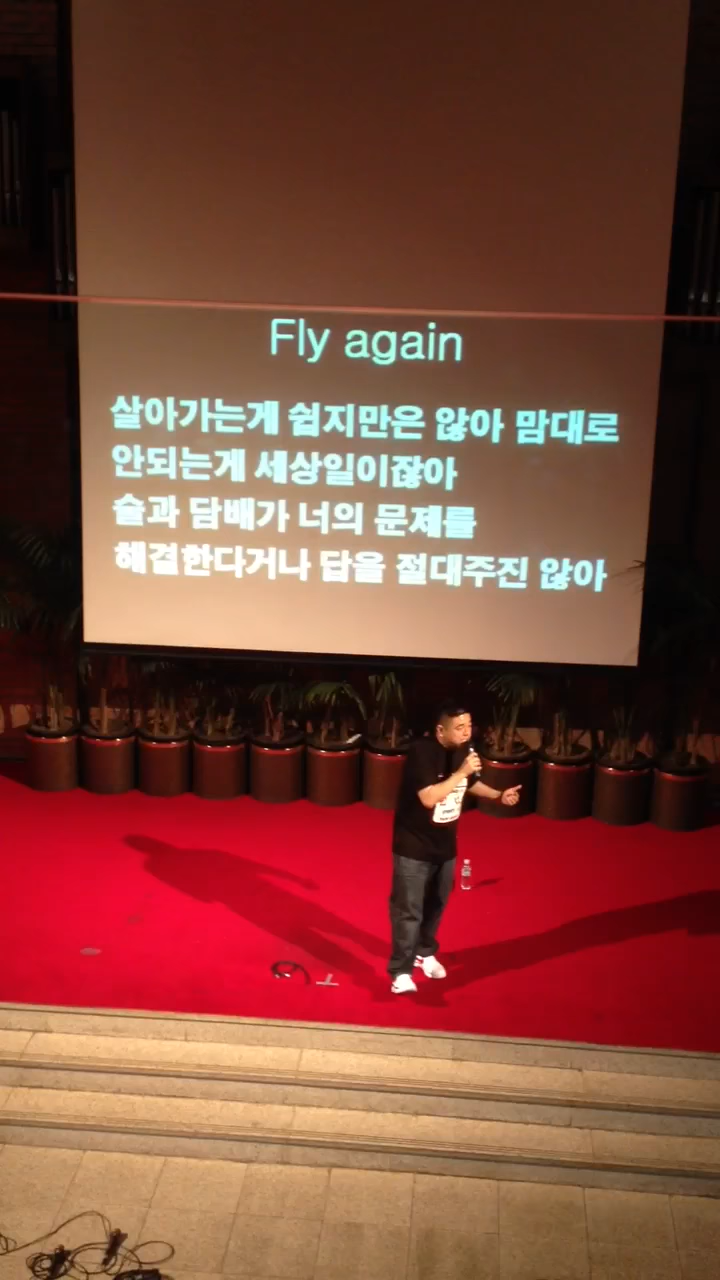 Fly again
살아가는게 쉽지만은 않아 맘대로
안되는게 세상일이잖아
술과 담배가 너의 문제를
해결한다거나 답을 절대주진 않아